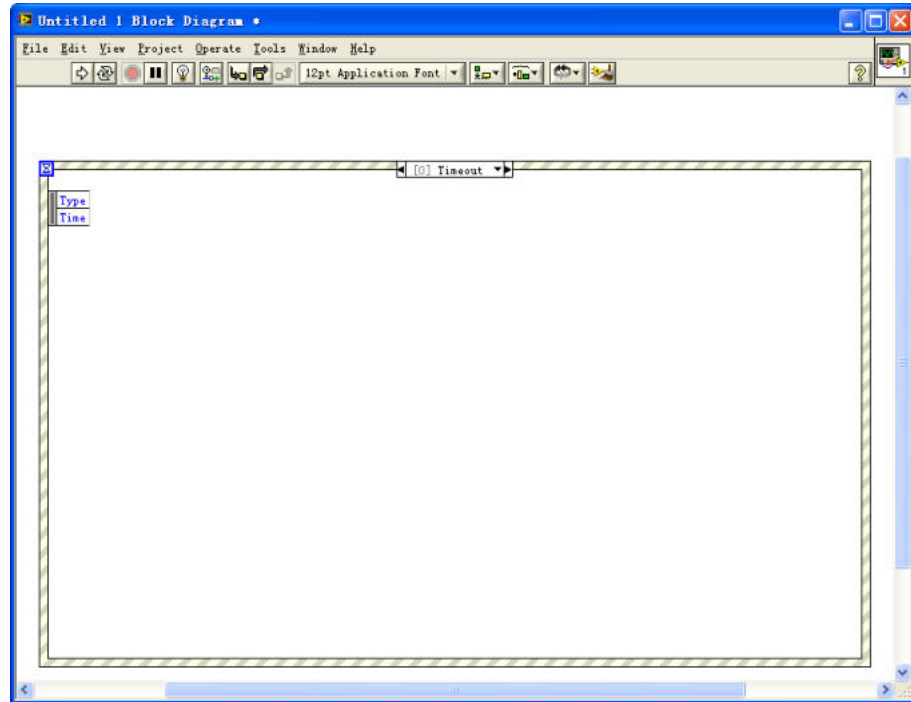 Untitled 1 Block Diagram *
File Edit View Project Operate Tools Window Help
12pt Application Font
[0] Timeout
Type
Time
1